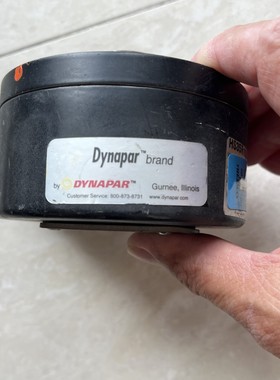 Dynapar™ brand
by DYNAPAR™ Gurnee, Illinois
Customer Service 800-873-8731 www.dynapar.com